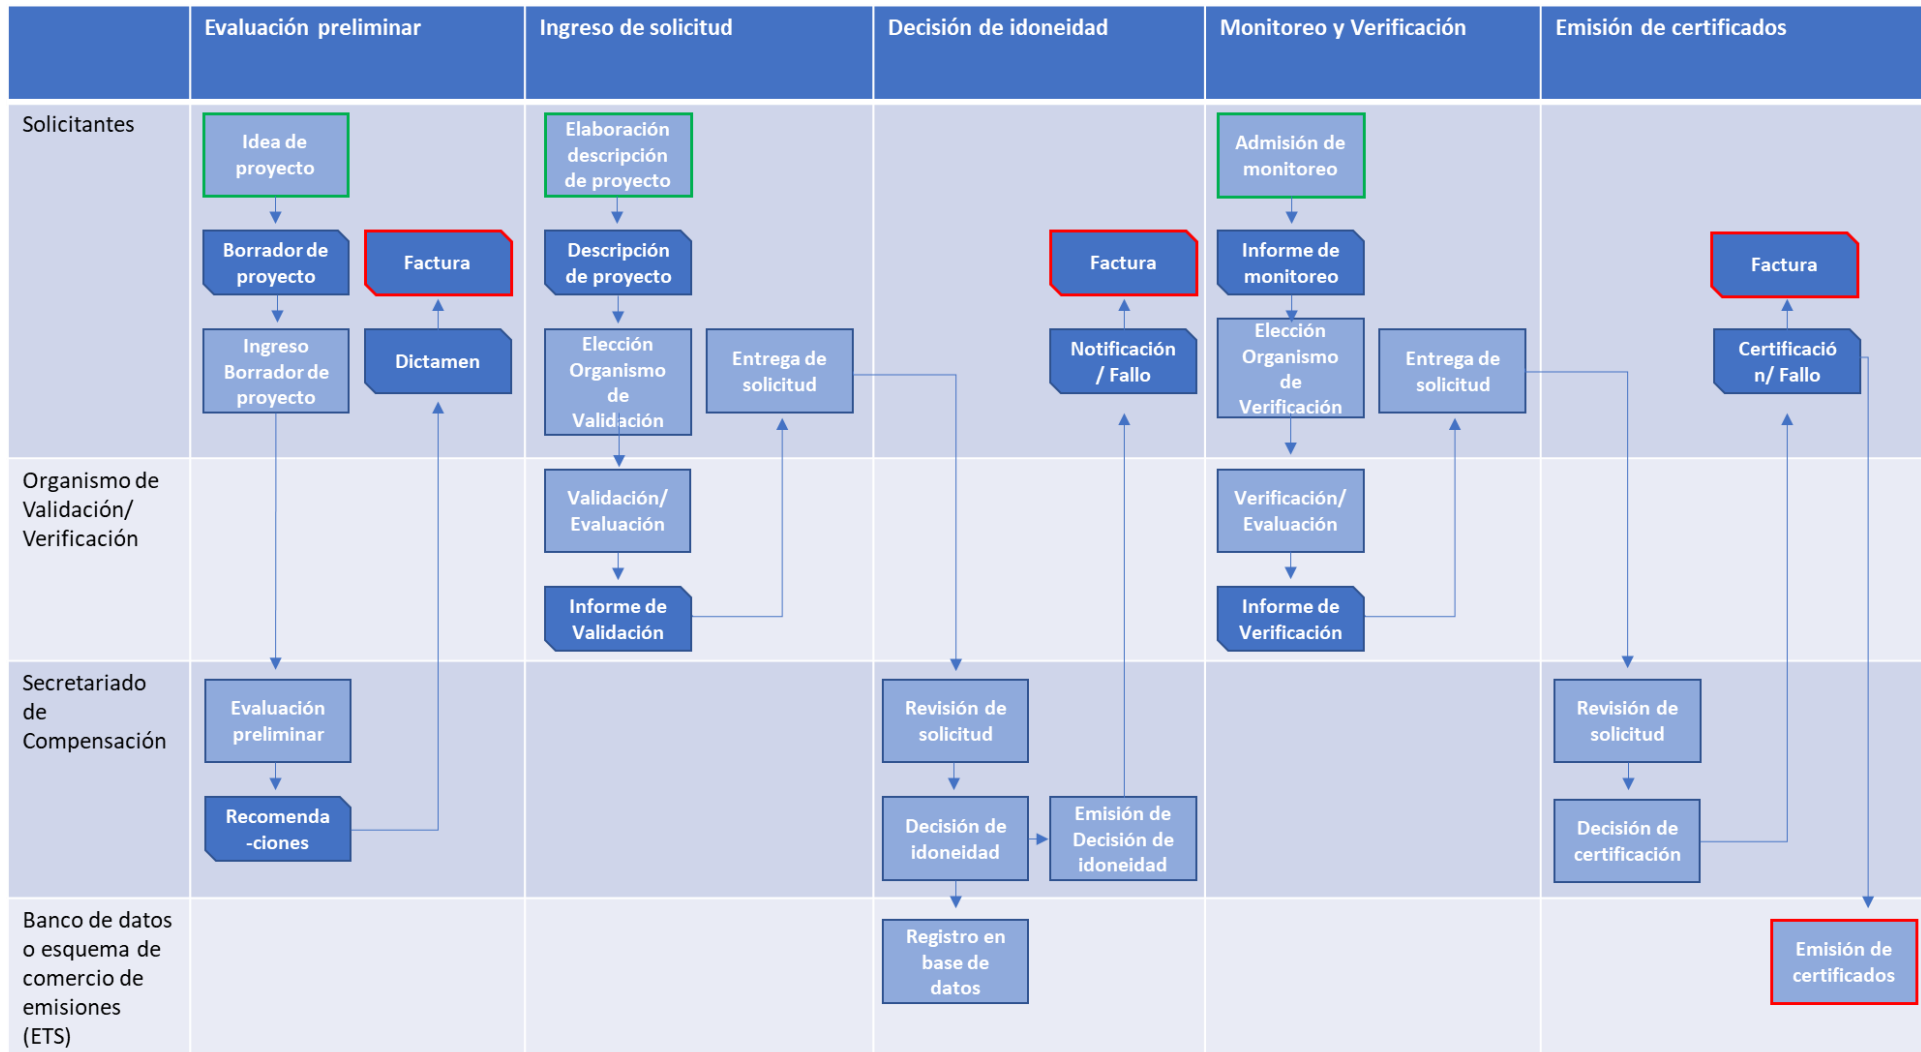 Evaluación preliminar
Ingreso de solicitud
Decisión de idoneidad
Monitoreo y Verificación
Emisión de certificados
Solicitantes
Idea de
proyecto
Borrador de
proyecto
Ingreso
Borrador de
proyecto
Factura
Dictamen
Elaboración
descripción
de proyecto
Descripción
de proyecto
Elección
Organismo
de
Validación
Entrega de
solicitud
Factura
Notificación
/ Fallo
Admisión de
monitoreo
Informe de
monitoreo
Elección
Organismo
de
Verificación
Entrega de
solicitud
Factura
Certificació
n/ Fallo
Organismo de
Validación/
Verificación
Validación/
Evaluación
Informe de
Validación
Verificación/
Evaluación
Informe de
Verificación
Secretariado
de
Compensación
Evaluación
preliminar
Recomenda
-ciones
Revisión de
solicitud
Decisión de
idoneidad
Emisión de
Decisión de
idoneidad
Revisión de
solicitud
Decisión de
certificación
Banco de datos
o esquema de
comercio de
emisiones
(ETS)
Registro en
base de
datos
Emisión de
certificados